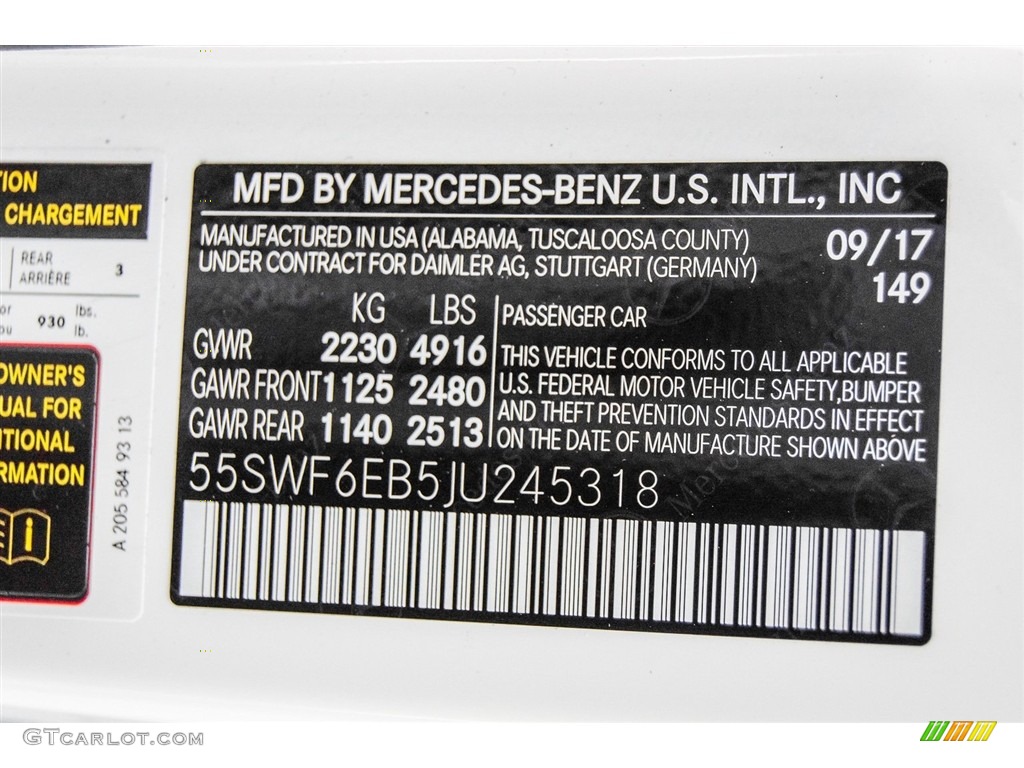 TION
CHARGEMENT
REAR
ARRIÈRE 3
or
ou 930 lbs.
lb.
OWNER'S
UAL FOR
ITIONAL
ORMATION
A 205 584 93 13
MFD BY MERCEDES-BENZ U.S. INTL., INC
MANUFACTURED IN USA (ALABAMA, TUSCALOOSA COUNTY)
UNDER CONTRACT FOR DAIMLER AG, STUTTGART (GERMANY)
09/17
149
KG LBS
GVWR 2230 4916
GAWR FRONT 1125 2480
GAWR REAR 1140 2513
PASSENGER CAR
THIS VEHICLE CONFORMS TO ALL APPLICABLE
U.S. FEDERAL MOTOR VEHICLE SAFETY, BUMPER
AND THEFT PREVENTION STANDARDS IN EFFECT
ON THE DATE OF MANUFACTURE SHOWN ABOVE
55SWF6EB5JU245318
GTCARLOT.COM